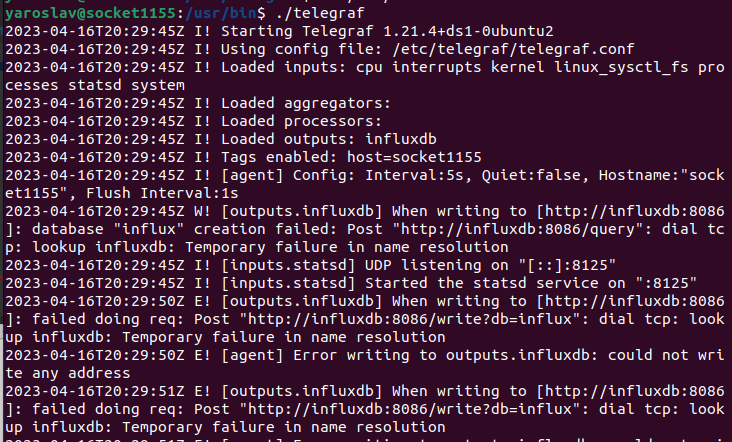 yaroslav@socket1155:/usr/bin$ ./telegraf
2023-04-16T20:29:45Z I! Starting Telegraf 1.21.4+ds1-0ubuntu2
2023-04-16T20:29:45Z I! Using config file: /etc/telegraf/telegraf.conf
2023-04-16T20:29:45Z I! Loaded inputs: cpu interrupts kernel linux_sysctl_fs pro
cesses statsd system
2023-04-16T20:29:45Z I! Loaded aggregators:
2023-04-16T20:29:45Z I! Loaded processors:
2023-04-16T20:29:45Z I! Loaded outputs: influxdb
2023-04-16T20:29:45Z I! Tags enabled: host=socket1155
2023-04-16T20:29:45Z I! [agent] Config: Interval:5s, Quiet:false, Hostname:"sock
et1155", Flush Interval:1s
2023-04-16T20:29:45Z W! [outputs.influxdb] When writing to [http://influxdb:8086
]: database "influx" creation failed: Post "http://influxdb:8086/query": dial tc
p: lookup influxdb: Temporary failure in name resolution
2023-04-16T20:29:45Z I! [inputs.statsd] UDP listening on "[::]:8125"
2023-04-16T20:29:45Z I! [inputs.statsd] Started the statsd service on ":8125"
2023-04-16T20:29:50Z E! [outputs.influxdb] When writing to [http://influxdb:8086
]: failed doing req: Post "http://influxdb:8086/write?db=influx": dial tcp: look
up influxdb: Temporary failure in name resolution
2023-04-16T20:29:50Z E! [agent] Error writing to outputs.influxdb: could not wri
te any address
2023-04-16T20:29:51Z E! [outputs.influxdb] When writing to [http://influxdb:8086
]: failed doing req: Post "http://influxdb:8086/write?db=influx": dial tcp: look
up influxdb: Temporary failure in name resolution